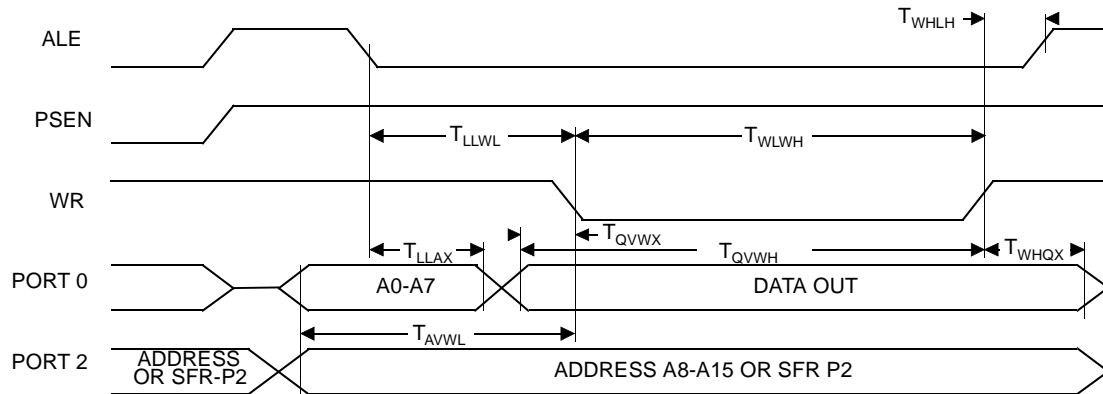 ALE
T_WHLH
PSEN
T_LLWL
T_WLWH
WR
T_LLAX
T_QVWX
T_QVWH
T_WHQX
PORT 0
A0-A7
DATA OUT
T_AVWL
PORT 2
ADDRESS
OR SFR-P2
ADDRESS A8-A15 OR SFR P2